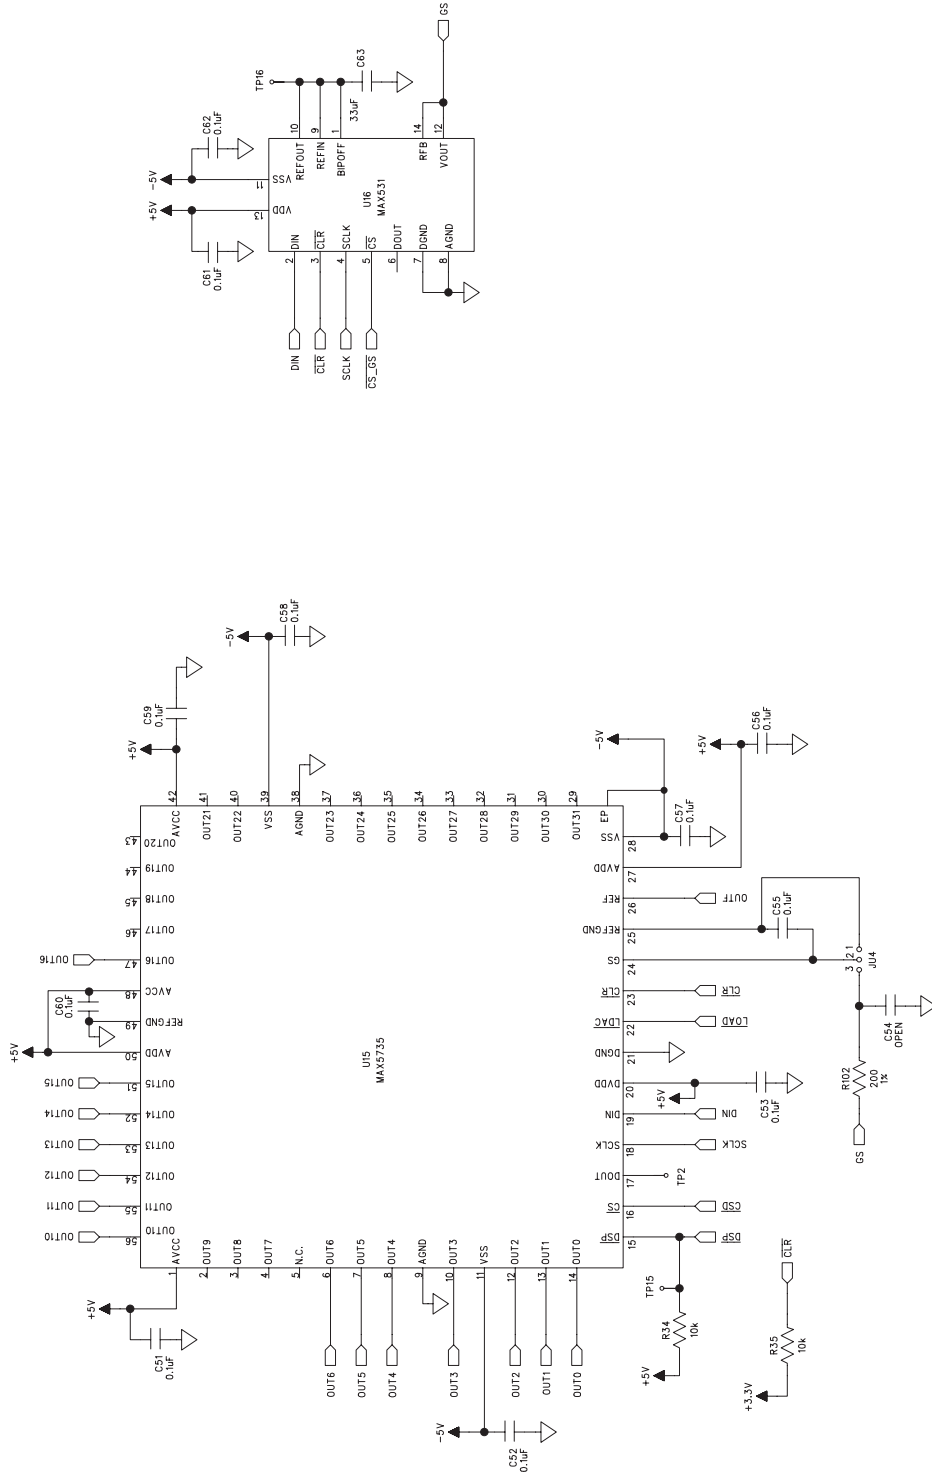 GS
TP16
C63
33uF
C62
0.1uF
-5V
+5V
C61
0.1uF
10
9
1
14
12
REFOUT
REFIN
BIPOFF
RFB
VOUT
11
VSS
13
VDD
U16
MAX531
DIN
CLR
SCLK
CS
DOUT
DGND
AGND
2
3
4
5
6
7
8
DIN
CLR
SCLK
CS_GS
-5V
C58
0.1uF
C59
0.1uF
+5V
42
41
40
39
38
37
36
35
34
33
32
31
30
29
AVCC
OUT21
OUT22
VSS
AGND
OUT23
OUT24
OUT25
OUT26
OUT27
OUT28
OUT29
OUT30
OUT31
EP
43
OUT20
44
OUT19
45
OUT18
46
OUT17
47
OUT16
48
AVCC
49
REFGND
50
AVDD
51
OUT15
52
OUT14
53
OUT13
54
OUT12
55
OUT11
56
OUT10
OUT16
C60
0.1uF
+5V
OUT15
OUT14
OUT13
OUT12
OUT11
OUT10
U15
MAX5735
VSS
28
AVDD
27
REF
26
REFGND
25
GS
24
CLR
23
LDAC
22
DGND
21
DVDD
20
DIN
19
SCLK
18
DOUT
17
CS
16
DSP
15
-5V
C57
0.1uF
+5V
C56
0.1uF
OUTF
C55
0.1uF
1
2
3
JU4
C54
OPEN
R102
200
1%
GS
CLR
LOAD
+5V
C53
0.1uF
DIN
SCLK
TP2
CSD
DSP
TP15
R34
10k
+5V
CLR
R35
10k
+3.3V
AVCC
OUT9
OUT8
OUT7
N.C.
OUT6
OUT5
OUT4
AGND
OUT3
VSS
OUT2
OUT1
OUT0
1
2
3
4
5
6
7
8
9
10
11
12
13
14
+5V
C51
0.1uF
OUT6
OUT5
OUT4
OUT3
OUT2
OUT1
OUT0
-5V
C52
0.1uF